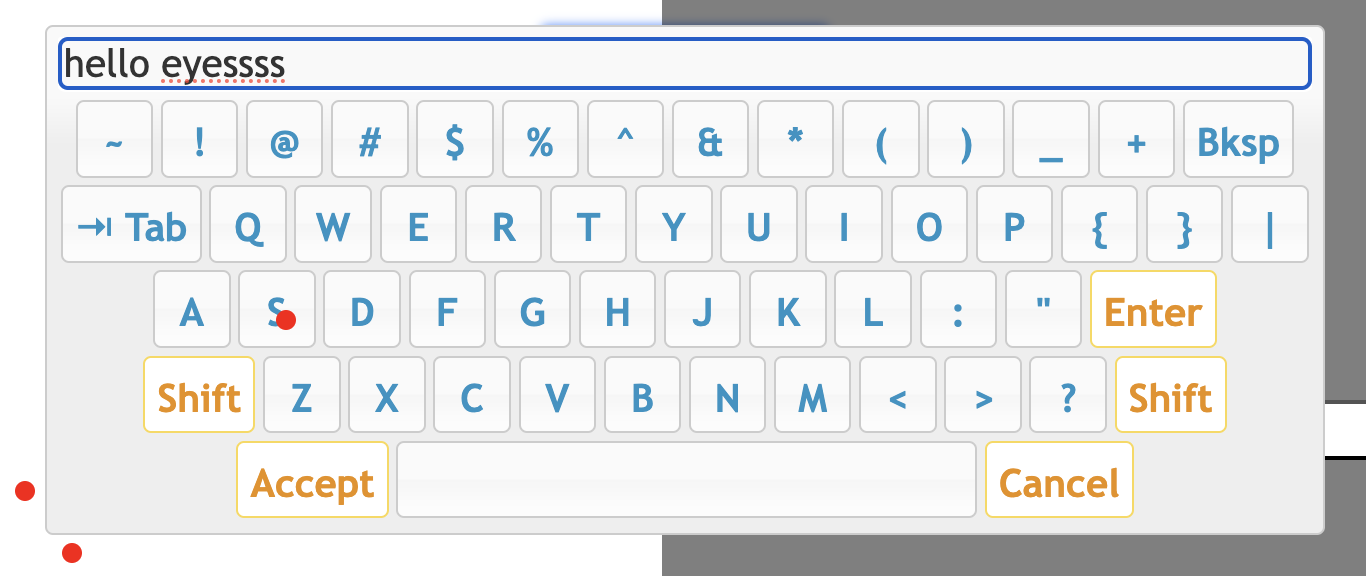 hello eyessss
~ ! @ # $ % ^ & * ( ) _ + Bksp
⇥ Tab Q W E R T Y U I O P { } |
A S D F G H J K L : " Enter
Shift Z X C V B N M < > ? Shift
Accept Cancel